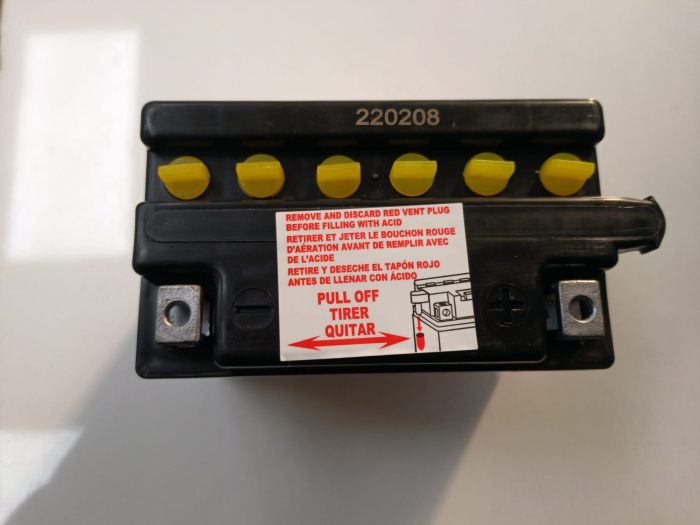 220208
REMOVE AND DISCARD RED VENT PLUG
BEFORE FILLING WITH ACID
RETIRER ET JETER LE BOUCHON ROUGE
D'AÉRATION AVANT DE REMPLIR AVEC
DE L'ACIDE
RETIRE Y DESECHE EL TAPÓN ROJO
ANTES DE LLENAR CON ÁCIDO
PULL OFF
TIRER
QUITAR